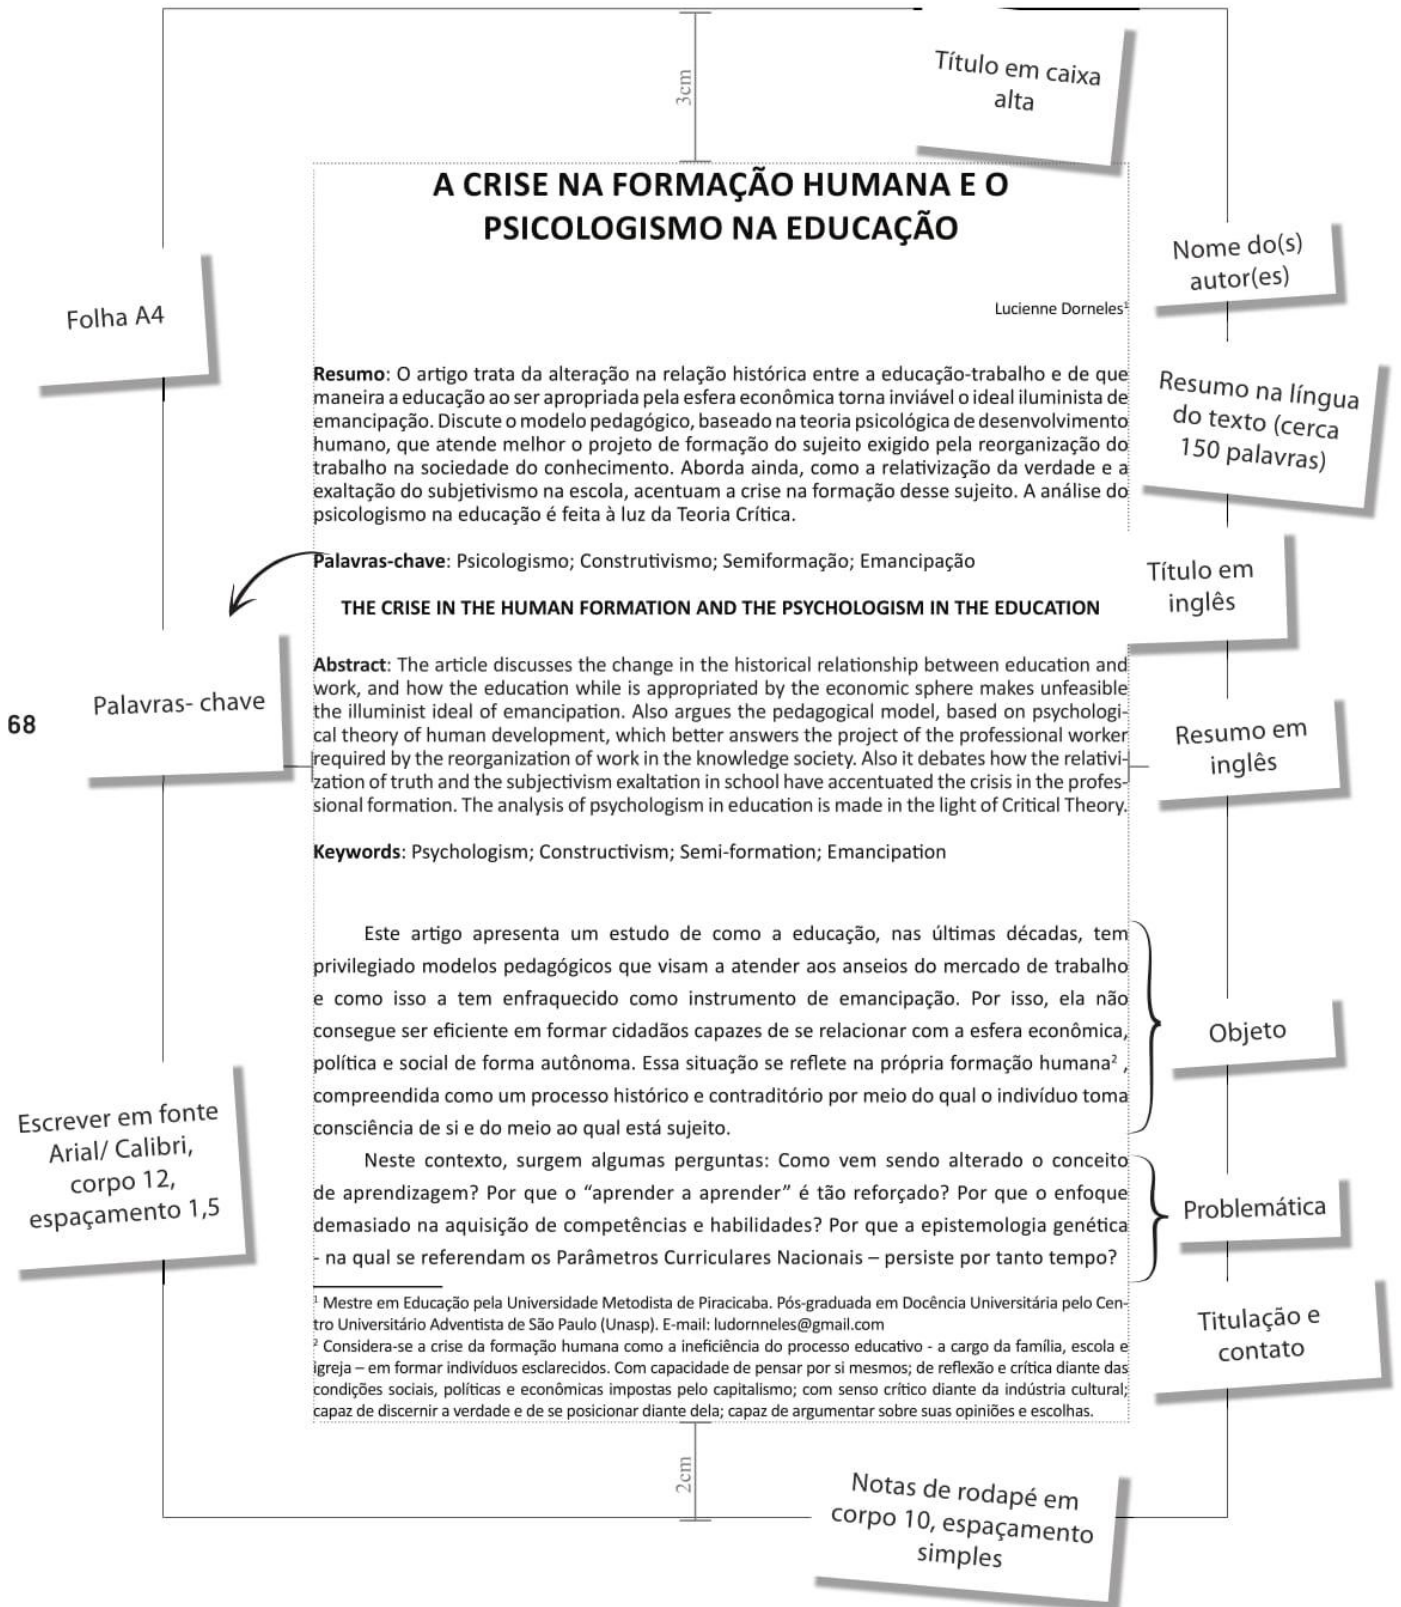 3cm
Título em caixa
alta
A CRISE NA FORMAÇÃO HUMANA E O
PSICOLOGISMO NA EDUCAÇÃO
Nome do(s)
autor(es)
Folha A4
Lucienne Dorneles¹
Resumo: O artigo trata da alteração na relação histórica entre a educação-trabalho e de que
maneira a educação ao ser apropriada pela esfera econômica torna inviável o ideal iluminista de
emancipação. Discute o modelo pedagógico, baseado na teoria psicológica de desenvolvimento
humano, que atende melhor o projeto de formação do sujeito exigido pela reorganização do
trabalho na sociedade do conhecimento. Aborda ainda, como a relativização da verdade e a
exaltação do subjetivismo na escola, acentuam a crise na formação desse sujeito. A análise do
psicologismo na educação é feita à luz da Teoria Crítica.
Resumo na língua
do texto (cerca
150 palavras)
Palavras-chave: Psicologismo; Construtivismo; Semiformação; Emancipação
Título em
inglês
THE CRISE IN THE HUMAN FORMATION AND THE PSYCHOLOGISM IN THE EDUCATION
Abstract: The article discusses the change in the historical relationship between education and
work, and how the education while is appropriated by the economic sphere makes unfeasible
the illuminist ideal of emancipation. Also argues the pedagogical model, based on psychologi-
cal theory of human development, which better answers the project of the professional worker
required by the reorganization of work in the knowledge society. Also it debates how the relativi-
zation of truth and the subjectivism exaltation in school have accentuated the crisis in the profes-
sional formation. The analysis of psychologism in education is made in the light of Critical Theory.
Palavras- chave
68
Resumo em
inglês
Keywords: Psychologism; Constructivism; Semi-formation; Emancipation
Este artigo apresenta um estudo de como a educação, nas últimas décadas, tem
privilegiado modelos pedagógicos que visam a atender aos anseios do mercado de trabalho
e como isso a tem enfraquecido como instrumento de emancipação. Por isso, ela não
consegue ser eficiente em formar cidadãos capazes de se relacionar com a esfera econômica,
política e social de forma autônoma. Essa situação se reflete na própria formação humana² ,
compreendida como um processo histórico e contraditório por meio do qual o indivíduo toma
consciência de si e do meio ao qual está sujeito.
Objeto
Escrever em fonte
Arial/ Calibri,
corpo 12,
espaçamento 1,5
Neste contexto, surgem algumas perguntas: Como vem sendo alterado o conceito
de aprendizagem? Por que o “aprender a aprender” é tão reforçado? Por que o enfoque
demasiado na aquisição de competências e habilidades? Por que a epistemologia genética
- na qual se referendam os Parâmetros Curriculares Nacionais – persiste por tanto tempo?
Problemática
¹ Mestre em Educação pela Universidade Metodista de Piracicaba. Pós-graduada em Docência Universitária pelo Cen-
tro Universitário Adventista de São Paulo (Unasp). E-mail: ludornneles@gmail.com
² Considera-se a crise da formação humana como a ineficiência do processo educativo - a cargo da família, escola e
igreja – em formar indivíduos esclarecidos. Com capacidade de pensar por si mesmos; de reflexão e crítica diante das
condições sociais, políticas e econômicas impostas pelo capitalismo; com senso crítico diante da indústria cultural;
capaz de discernir a verdade e de se posicionar diante dela; capaz de argumentar sobre suas opiniões e escolhas.
Titulação e
contato
2cm
Notas de rodapé em
corpo 10, espaçamento
simples